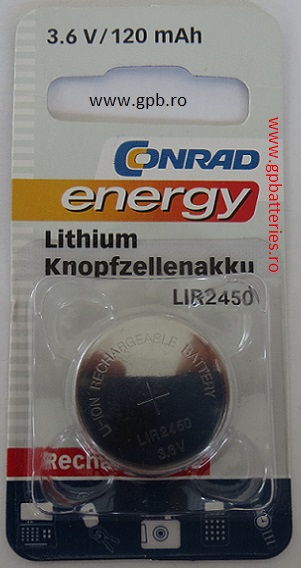 3.6 V/120 mAh
www.gpb.ro
www.gpbatteries.ro
CONRAD
energy
Lithium
Knopfzellenakku
LIR2450
LI-ION RECHARGEABLE BATTERY
LIR2450
3.6V